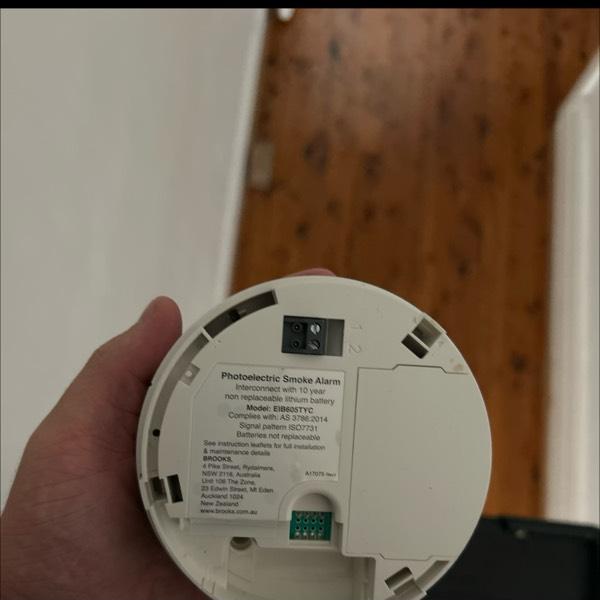 1 2
Photoelectric Smoke Alarm
Interconnect with 10 year
non replaceable lithium battery
Model: EIB605TYC
Complies with: AS 3786:2014
Signal pattern ISO7731
Batteries not replaceable
See instruction leaflets for full installation
& maintenance details
BROOKS.
4 Pike Street, Rydalmere,
NSW 2116, Australia
Unit 106 The Zone,
23 Edwin Street, Mt Eden
Auckland 1024
New Zealand
www.brooks.com.au
A17075 Rev1